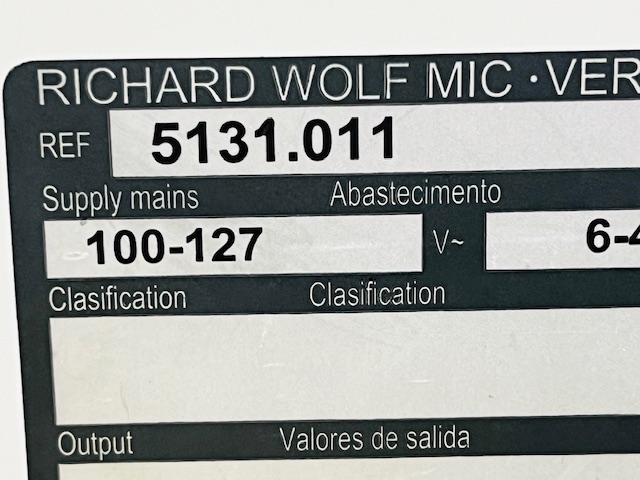 RICHARD WOLF MIC · VER
REF 5131.011
Supply mains Abastecimento
100-127 V~ 6-4
Clasification Clasification
Output Valores de salida